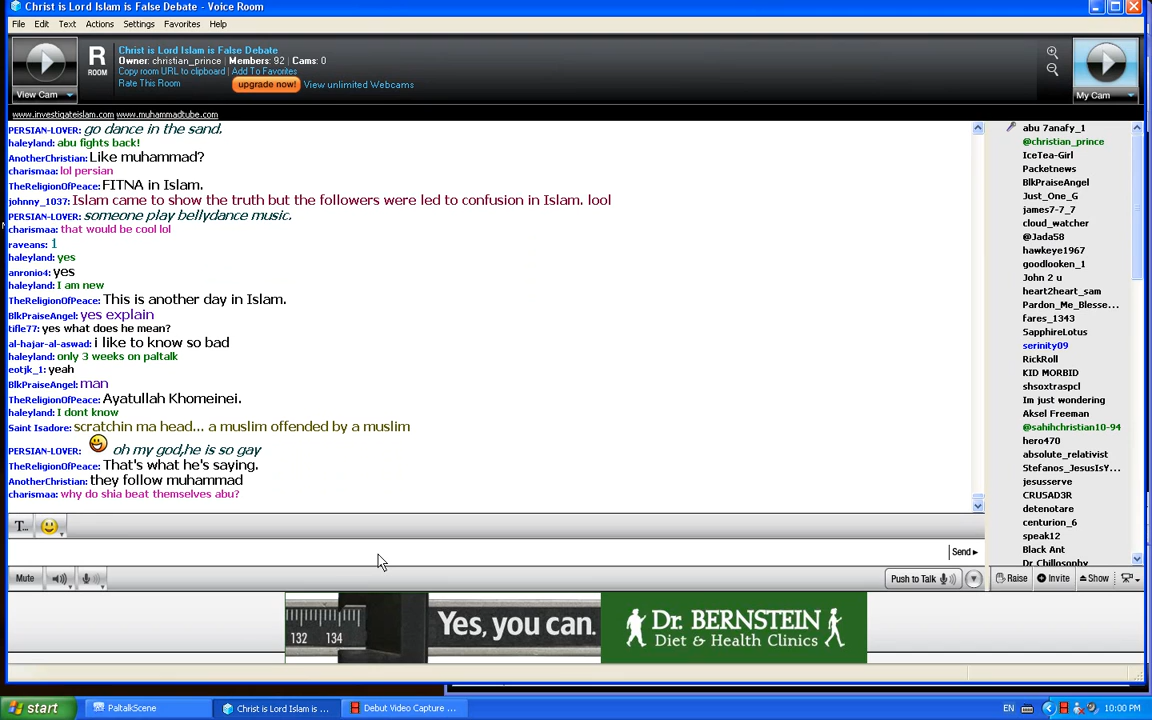 Christ is Lord Islam is False Debate - Voice Room
File Edit Text Actions Settings Favorites Help
View Cam
R
ROOM
Christ is Lord Islam is False Debate
Owner: christian_prince | Members: 92 | Cams: 0
Copy room URL to clipboard | Add To Favorites
Rate This Room
upgrade now! View unlimited Webcams
My Cam
www.investigateislam.com www.muhammadtube.com
PERSIAN-LOVER: go dance in the sand.
haleyland: abu fights back!
AnotherChristian: Like muhammad?
charismaa: lol persian
TheReligionOfPeace: FITNA in Islam.
johnny_1037: Islam came to show the truth but the followers were led to confusion in Islam. lool
PERSIAN-LOVER: someone play bellydance music.
charismaa: that would be cool lol
raveans: 1
haleyland: yes
anronio4: yes
haleyland: I am new
TheReligionOfPeace: This is another day in Islam.
BlkPraiseAngel: yes explain
tifle77: yes what does he mean?
al-hajar-al-aswad: i like to know so bad
haleyland: only 3 weeks on paltalk
eotjk_1: yeah
BlkPraiseAngel: man
TheReligionOfPeace: Ayatullah Khomeinei.
haleyland: I dont know
Saint Isadore: scratchin ma head... a muslim offended by a muslim
PERSIAN-LOVER: oh my god,he is so gay
TheReligionOfPeace: That's what he's saying.
AnotherChristian: they follow muhammad
charismaa: why do shia beat themselves abu?
abu 7anafy_1
@christian_prince
IceTea-Girl
Packetnews
BlkPraiseAngel
Just_One_G
james7-7_7
cloud_watcher
@Jada58
hawkeye1967
goodlooken_1
John 2 u
heart2heart_sam
Pardon_Me_Blesse...
fares_1343
SapphireLotus
serinity09
RickRoll
KID MORBID
shsoxtraspcl
Im just wondering
Aksel Freeman
@sahihchristian10-94
hero470
absolute_relativist
Stefanos_JesusIsY...
jesusserve
CRUSAD3R
detenotare
centurion_6
speak12
Black Ant
Dr Chillosophy
T...
Send
Mute
Push to Talk
Raise Invite Show
132 134
Yes, you can.
Dr. BERNSTEIN
Diet & Health Clinics
start
PaltalkScene
Christ is Lord Islam is ...
Debut Video Capture ...
EN
10:00 PM